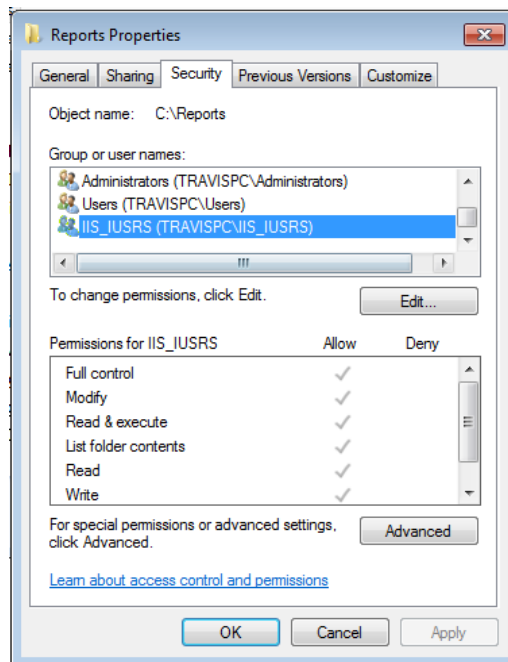 Reports Properties
General Sharing Security Previous Versions Customize
Object name: C:\Reports
Group or user names:
Administrators (TRAVISPC\Administrators)
Users (TRAVISPC\Users)
IIS_IUSRS (TRAVISPC\IIS_IUSRS)
To change permissions, click Edit.
Edit...
Permissions for IIS_IUSRS Allow Deny
Full control
Modify
Read & execute
List folder contents
Read
Write
For special permissions or advanced settings,
click Advanced.
Advanced
Learn about access control and permissions
OK Cancel Apply